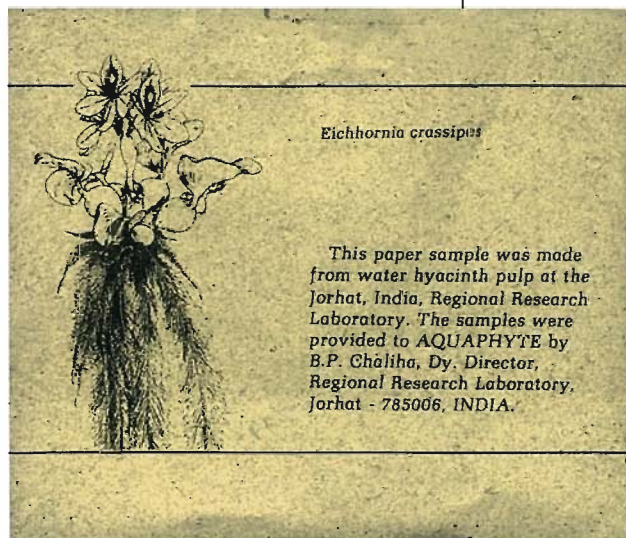 Eichhornia crassipes
This paper sample was made
from water hyacinth pulp at the
Jorhat, India, Regional Research
Laboratory. The samples were
provided to AQUAPHYTE by
B.P. Chaliha, Dy. Director,
Regional Research Laboratory,
Jorhat - 785006, INDIA.